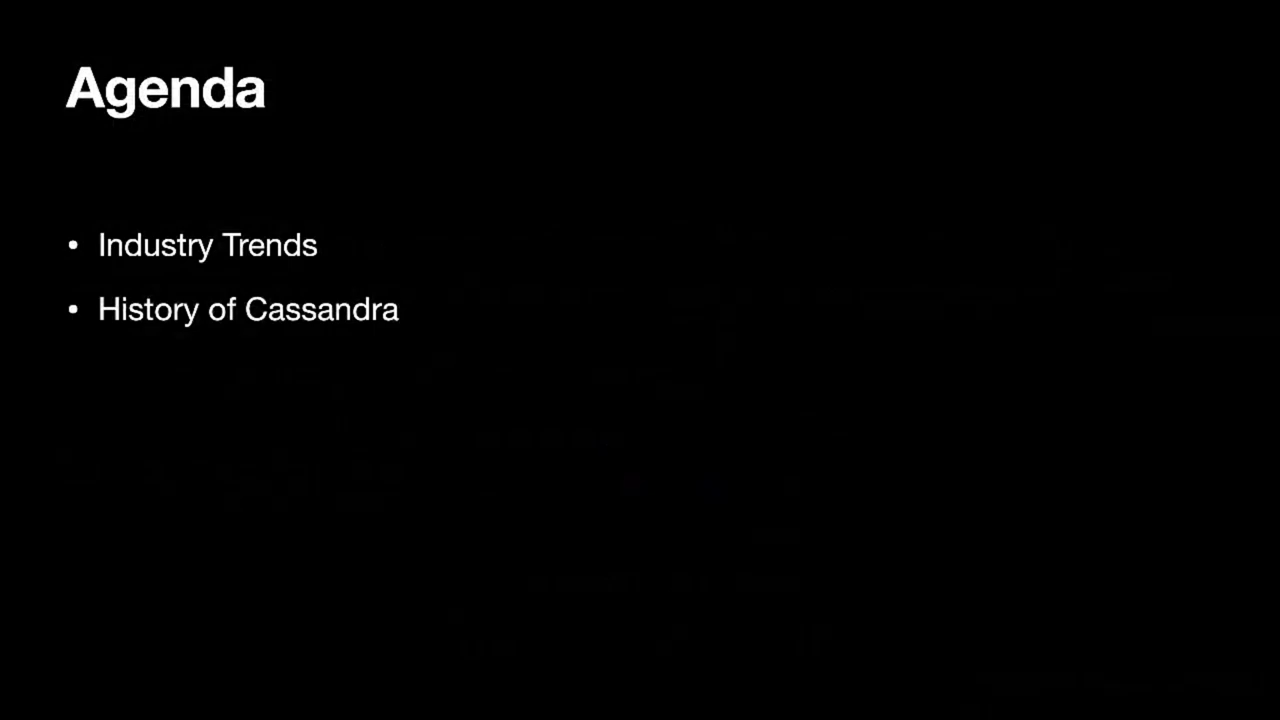 Agenda
• Industry Trends
• History of Cassandra